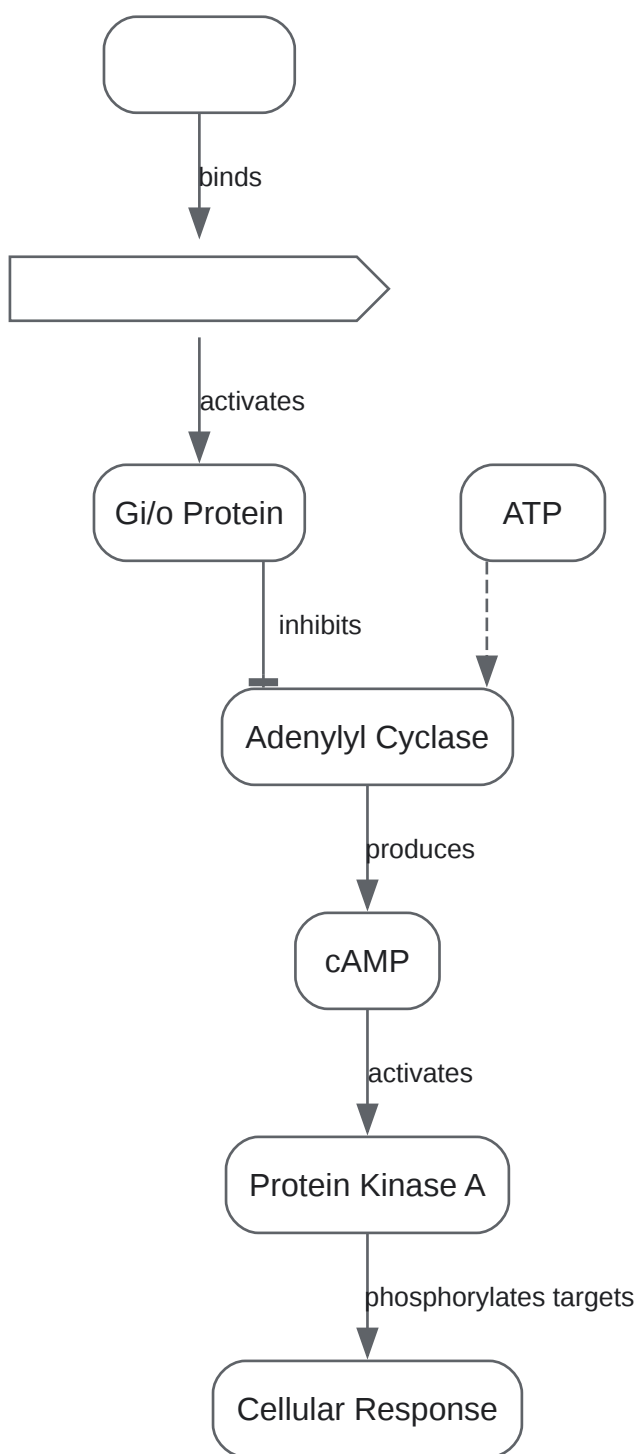 binds
activates
Gi/o Protein
ATP
inhibits
Adenylyl Cyclase
produces
cAMP
activates
Protein Kinase A
phosphorylates targets
Cellular Response